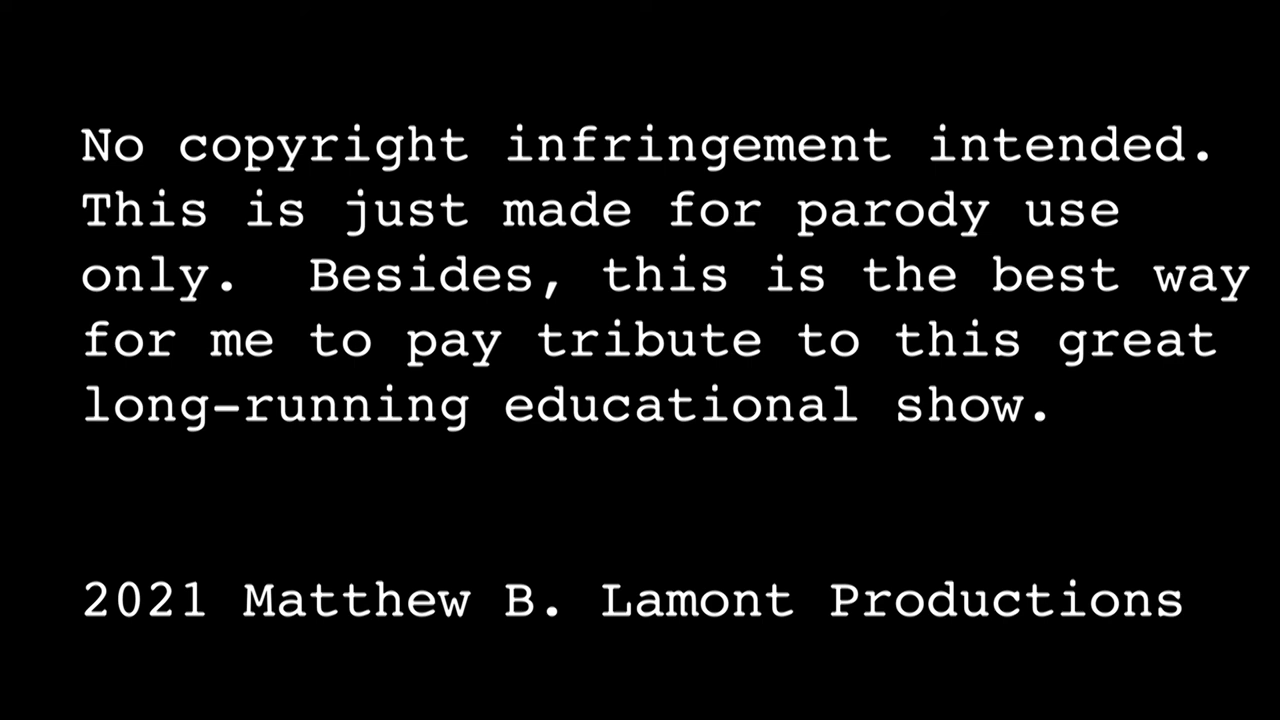 No copyright infringement intended.
This is just made for parody use
only.  Besides, this is the best way
for me to pay tribute to this great
long-running educational show.
2021 Matthew B. Lamont Productions